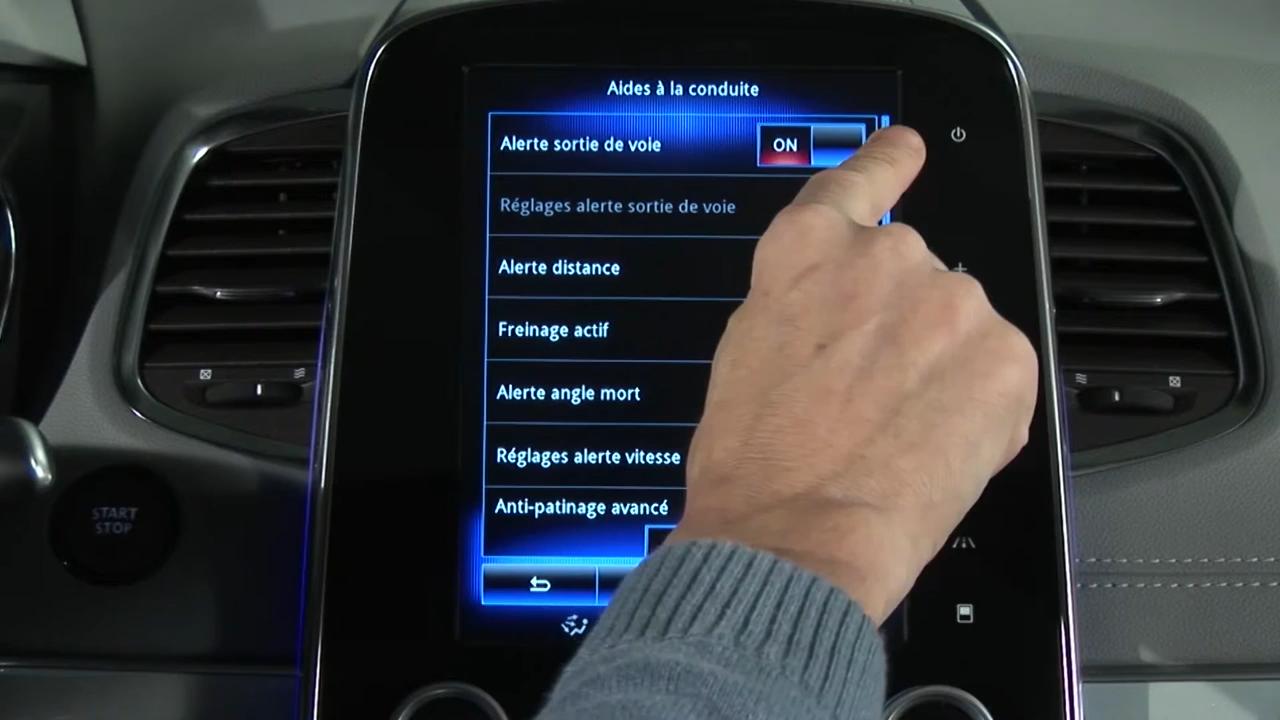 Aides à la conduite
Alerte sortie de voie
ON
Réglages alerte sortie de voie
Alerte distance
Freinage actif
Alerte angle mort
Réglages alerte vitesse
Anti-patinage avancé
START
STOP